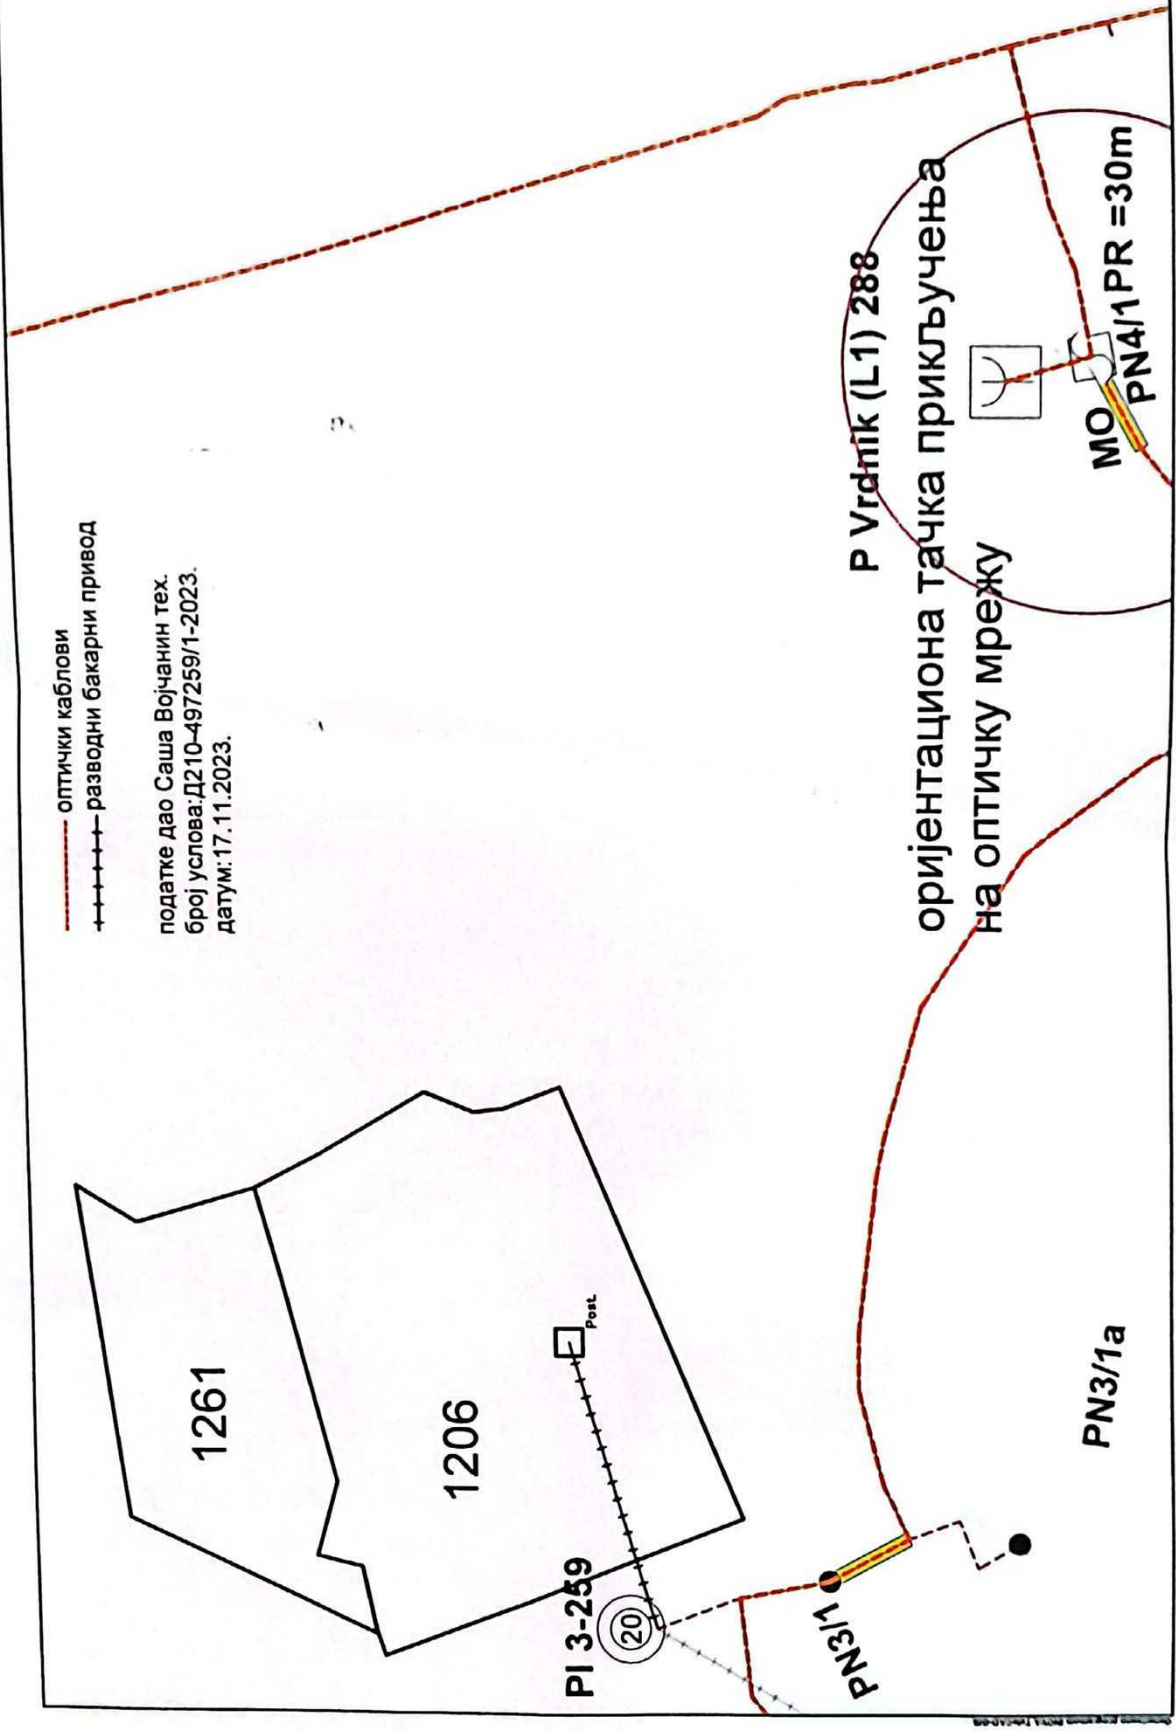 оптички каблови
разводни бакарни привод
податке дао Саша Војчанин тех.
број услова:Д210-497259/1-2023.
датум:17.11.2023.
1261
1206
Post
PI 3-259
20
P Vrdnik (L1) 288
оријентациона тачка прикључења
на оптичку мрежу
MO
PN4/1PR =30m
PN3/1
PN3/1a